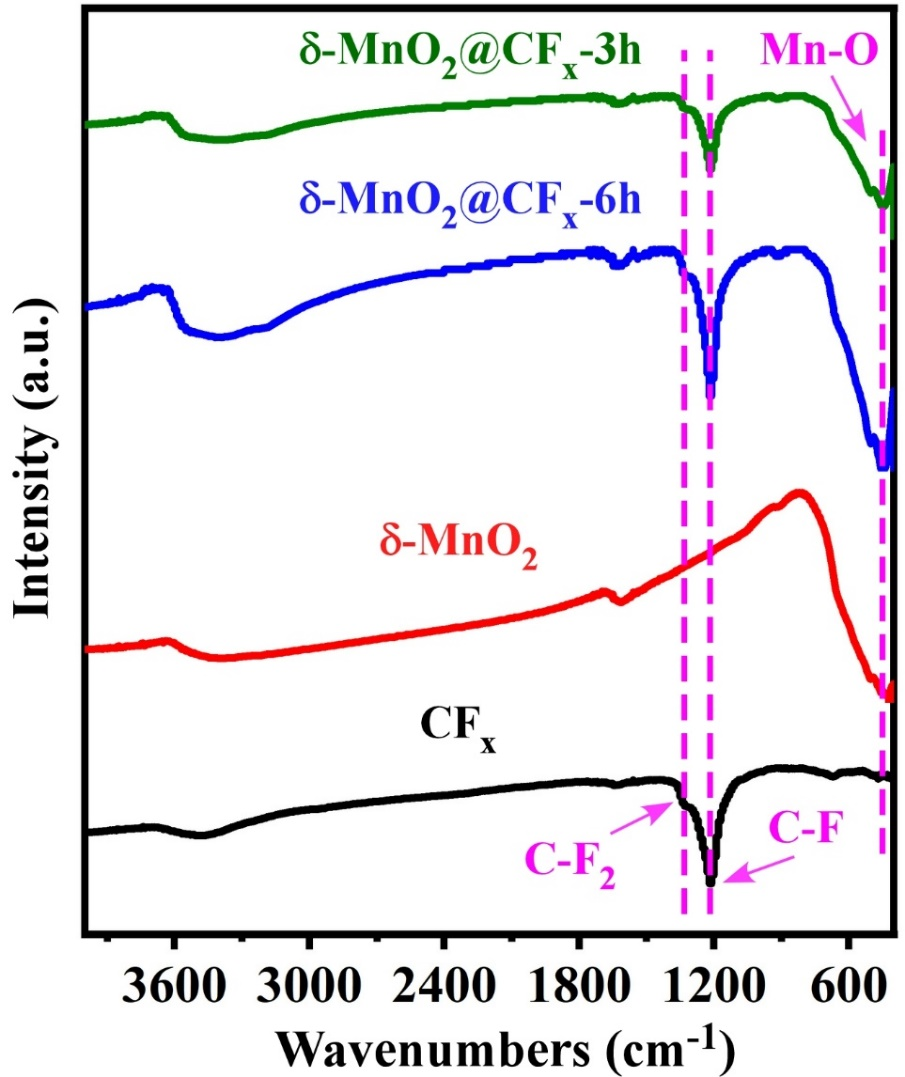 δ-MnO₂@CFₓ-3h
Mn-O
δ-MnO₂@CFₓ-6h
δ-MnO₂
CFₓ
C-F₂
C-F
Intensity (a.u.)
3600 3000 2400 1800 1200 600
Wavenumbers (cm⁻¹)